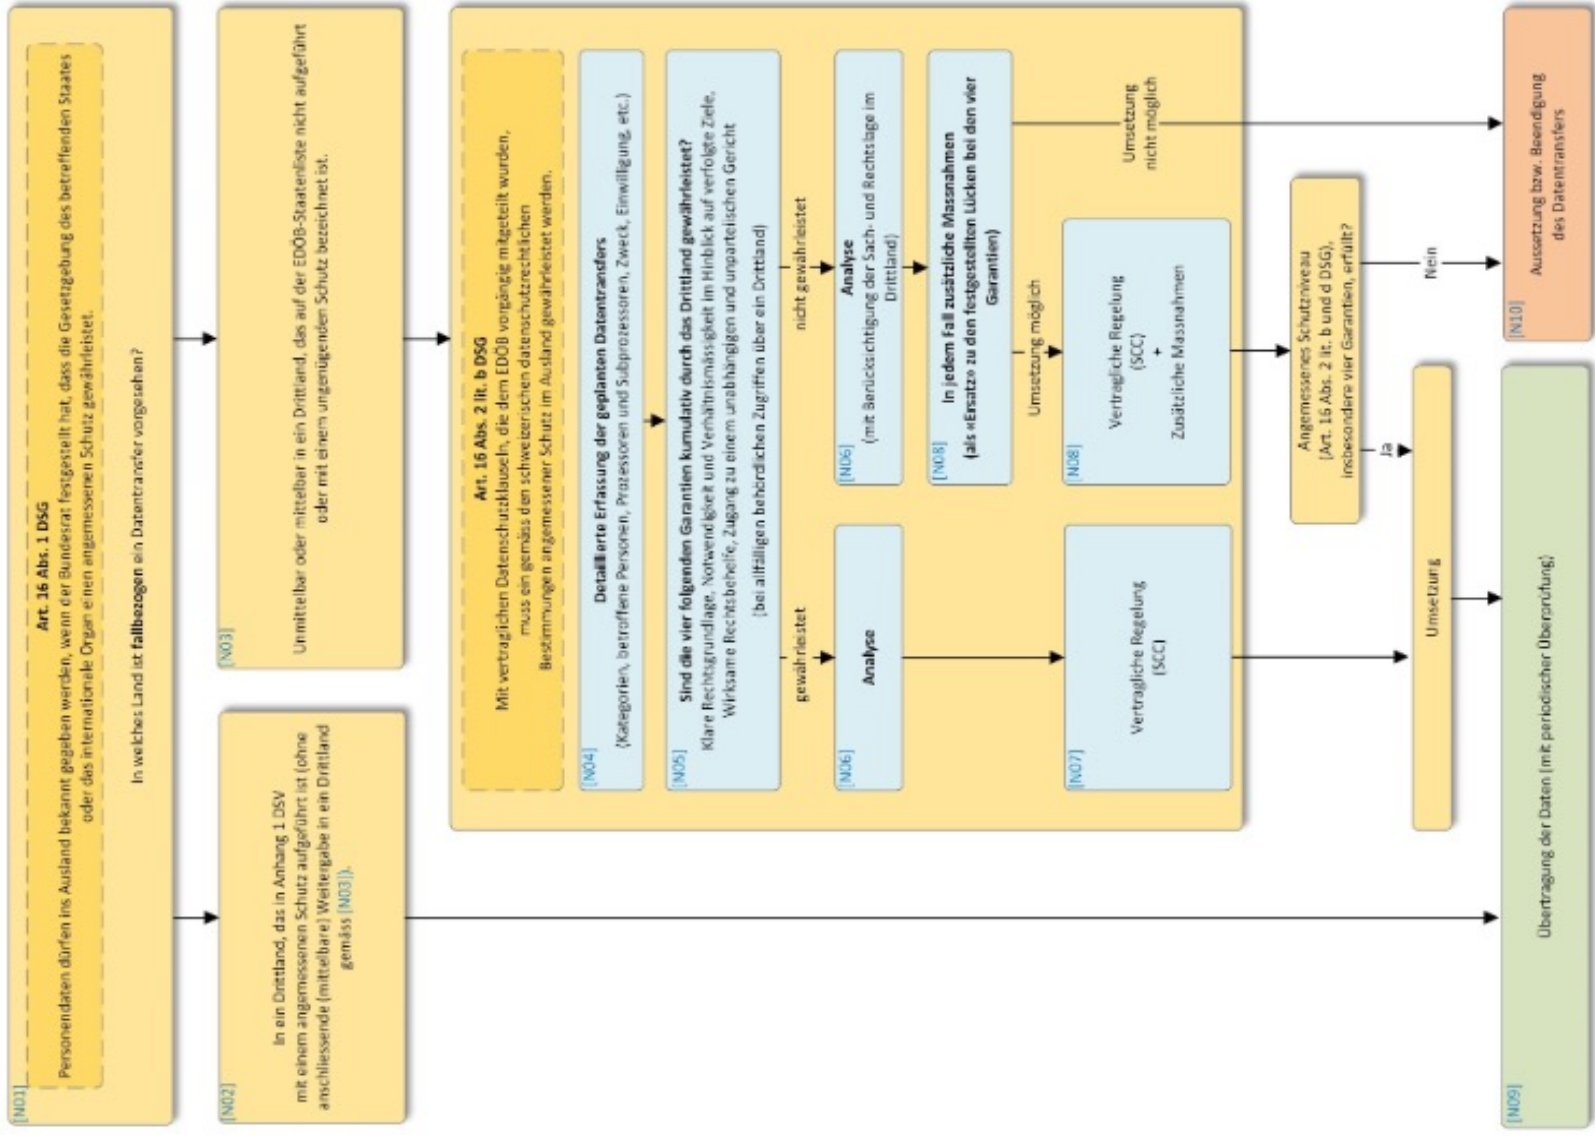 [N01]
Art. 16 Abs. 1 DSG
Personendaten dürfen ins Ausland bekannt gegeben werden, wenn der Bundesrat festgestellt hat, dass die Gesetzgebung des betreffenden Staates
oder das internationale Organ einen angemessenen Schutz gewährleistet.
In welches Land ist fallbezogen ein Datentransfer vorgesehen?
[N02]
In ein Drittland, das in Anhang 1 DSV
mit einem angemessenen Schutz aufgeführt ist (ohne
anschliessende (mittelbare) Weitergabe in ein Drittland
gemäss [N03]).
[N03]
Unmittelbar oder mittelbar in ein Drittland, das auf der EDÖB-Staatenliste nicht aufgeführt
oder mit einem ungenügenden Schutz bezeichnet ist.
Art. 16 Abs. 2 lit. b DSG
Mit vertraglichen Datenschutzklauseln, die dem EDÖB vorgängig mitgeteilt wurden,
muss ein gemäss den schweizerischen datenschutzrechtlichen
Bestimmungen angemessener Schutz im Ausland gewährleistet werden.
[N04]
Detaillierte Erfassung der geplanten Datentransfers
(Kategorien, betroffene Personen, Prozessoren und Subprozessoren, Zweck, Einwilligung, etc.)
[N05]
Sind die vier folgenden Garantien kumulativ durch das Drittland gewährleistet?
Klare Rechtsgrundlage, Notwendigkeit und Verhältnismässigkeit im Hinblick auf verfolgte Ziele,
Wirksame Rechtsbehelfe, Zugang zu einem unabhängigen und unparteiischen Gericht
(bei allfälligen behördlichen Zugriffen über ein Drittland)
gewährleistet
nicht gewährleistet
[N06]
Analyse
[N06]
Analyse
(mit Berücksichtigung der Sach- und Rechtslage im
Drittland)
[N08]
In jedem Fall zusätzliche Massnahmen
(als «Ersatz» zu den festgestellten Lücken bei den vier
Garantien)
Umsetzung möglich
Umsetzung
nicht möglich
[N07]
Vertragliche Regelung
(SCC)
[N08]
Vertragliche Regelung
(SCC)
+
Zusätzliche Massnahmen
Angemessenes Schutzniveau
(Art. 16 Abs. 2 lit. b und d DSG),
insbesondere vier Garantien, erfüllt?
Ja
Nein
Umsetzung
[N09]
Übertragung der Daten (mit periodischer Überprüfung)
[N10]
Aussetzung bzw. Beendigung
des Datentransfers